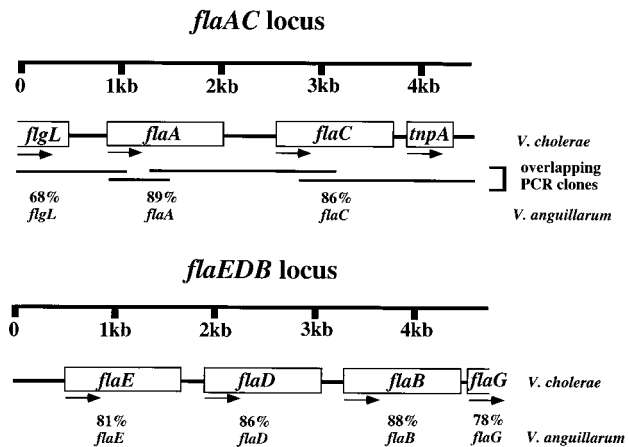 flaAC locus
0 1kb 2kb 3kb 4kb
flgL flaA flaC tnpA V. cholerae
overlapping
PCR clones
68% 89% 86%
flgL flaA flaC V. anguillarum
flaEDB locus
0 1kb 2kb 3kb 4kb
flaE flaD flaB flaG V. cholerae
81% 86% 88% 78%
flaE flaD flaB flaG V. anguillarum